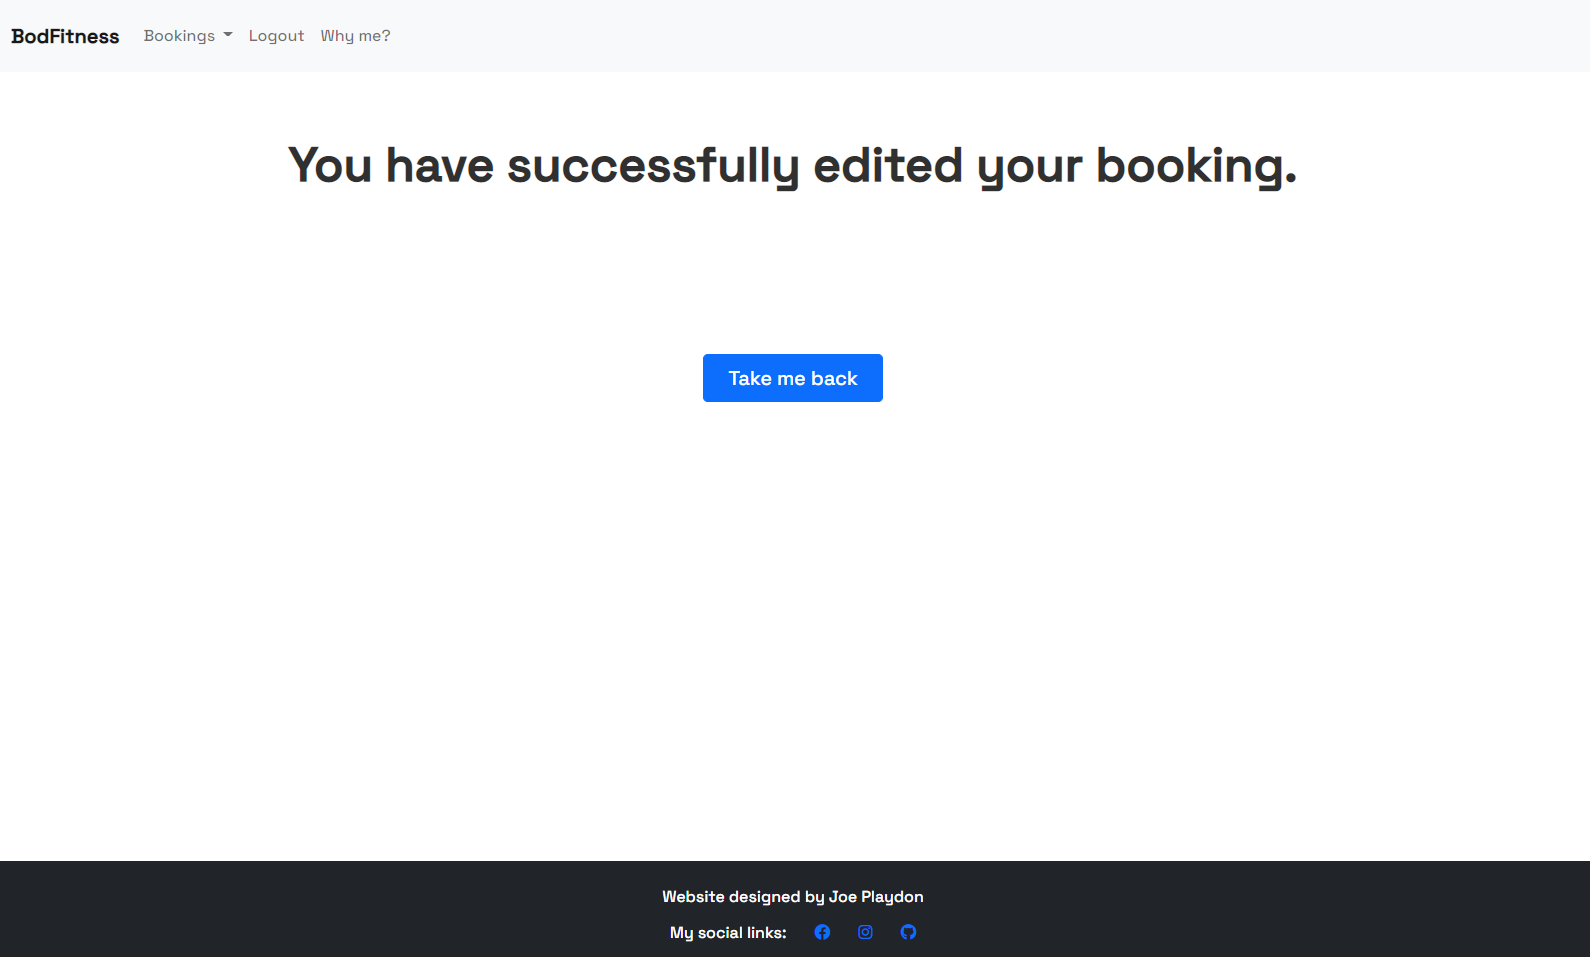 BodFitness Bookings Logout Why me?
You have successfully edited your booking.
Take me back
Website designed by Joe Playdon
My social links: